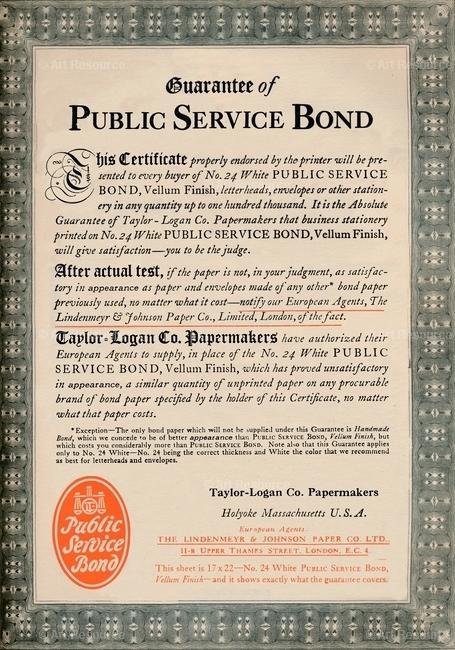 Guarantee of
PUBLIC SERVICE BOND
This Certificate properly endorsed by the printer will be pre-
sented to every buyer of No. 24 White PUBLIC SERVICE
BOND, Vellum Finish, letterheads, envelopes or other station-
ery in any quantity up to one hundred thousand. It is the Absolute
Guarantee of Taylor-Logan Co. Papermakers that business stationery
printed on No. 24 White PUBLIC SERVICE BOND, Vellum Finish,
will give satisfaction—you to be the judge.
After actual test, if the paper is not, in your judgment, as satisfac-
tory in appearance as paper and envelopes made of any other* bond paper
previously used, no matter what it cost—notify our European Agents, The
Lindenmeyr & Johnson Paper Co., Limited, London, of the fact.
Taylor-Logan Co. Papermakers have authorized their
European Agents to supply, in place of the No. 24 White PUBLIC
SERVICE BOND, Vellum Finish, which has proved unsatisfactory
in appearance, a similar quantity of unprinted paper on any procurable
brand of bond paper specified by the holder of this Certificate, no matter
what that paper costs.
*Exception—The only bond paper which will not be supplied under this Guarantee is Handmade
Bond, which we concede to be of better appearance than PUBLIC SERVICE BOND, Vellum Finish, but
which costs you considerably more than PUBLIC SERVICE BOND. Note also that this Guarantee applies
only to No. 24 White—No. 24 being the correct thickness and White the color that we recommend
as best for letterheads and envelopes.
Taylor-Logan Co. Papermakers
Holyoke Massachusetts U.S.A.
European Agents
THE LINDENMEYR & JOHNSON PAPER CO. LTD.
11-B UPPER THAMES STREET, LONDON, E.C. 4
This sheet is 17 x 22—No. 24 White PUBLIC SERVICE BOND,
Vellum Finish—and it shows exactly what the guarantee covers.
Public
Service
Bond
© Art Resource